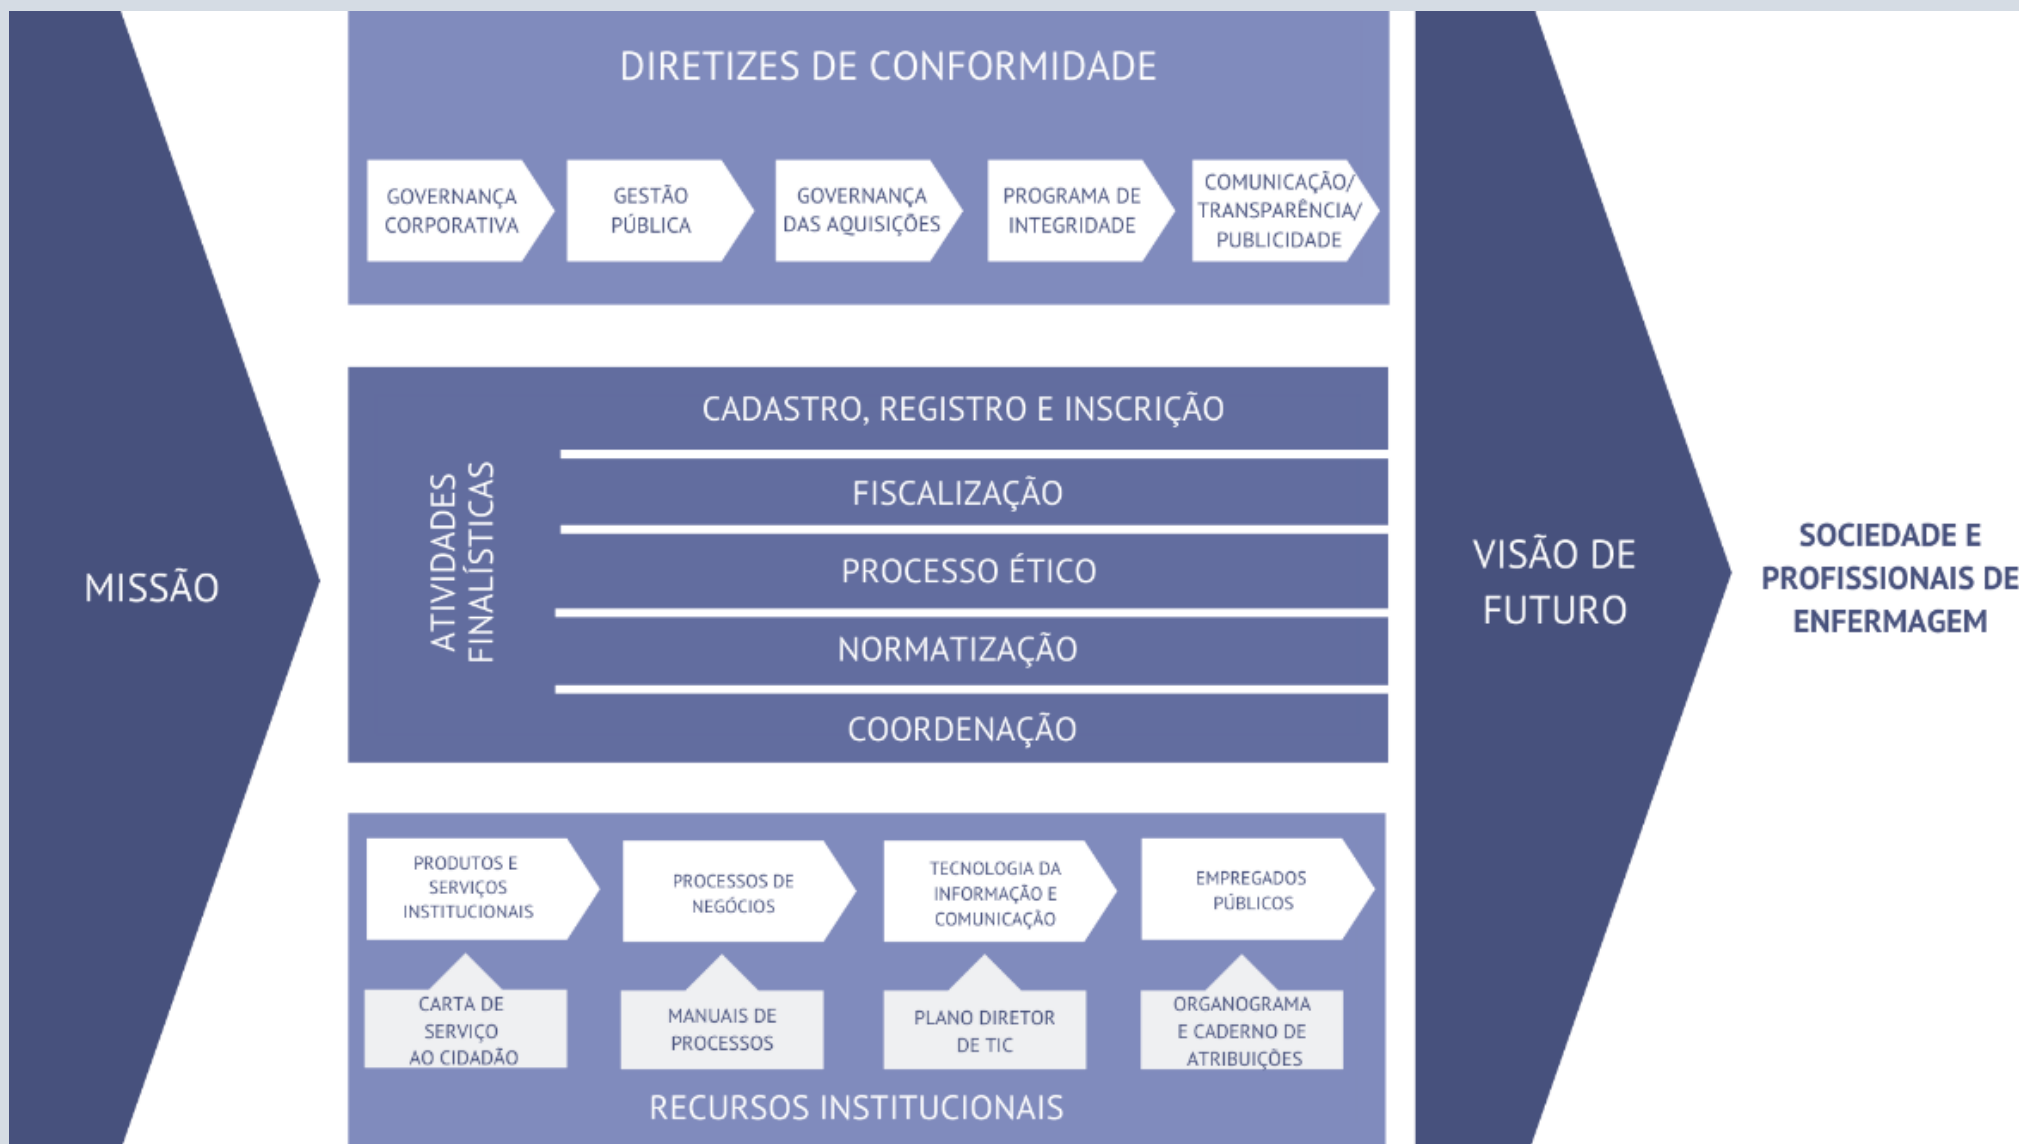 DIRETIZES DE CONFORMIDADE
GOVERNANÇA
CORPORATIVA
GESTÃO
PÚBLICA
GOVERNANÇA
DAS AQUISIÇÕES
PROGRAMA DE
INTEGRIDADE
COMUNICAÇÃO/
TRANSPARÊNCIA/
PUBLICIDADE
MISSÃO
ATIVIDADES
FINALÍSTICAS
CADASTRO, REGISTRO E INSCRIÇÃO
FISCALIZAÇÃO
PROCESSO ÉTICO
NORMATIZAÇÃO
COORDENAÇÃO
VISÃO DE
FUTURO
SOCIEDADE E
PROFISSIONAIS DE
ENFERMAGEM
PRODUTOS E
SERVIÇOS
INSTITUCIONAIS
PROCESSOS DE
NEGÓCIOS
TECNOLOGIA DA
INFORMAÇÃO E
COMUNICAÇÃO
EMPREGADOS
PÚBLICOS
CARTA DE
SERVIÇO
AO CIDADÃO
MANUAIS DE
PROCESSOS
PLANO DIRETOR
DE TIC
ORGANOGRAMA
E CADERNO DE
ATRIBUIÇÕES
RECURSOS INSTITUCIONAIS